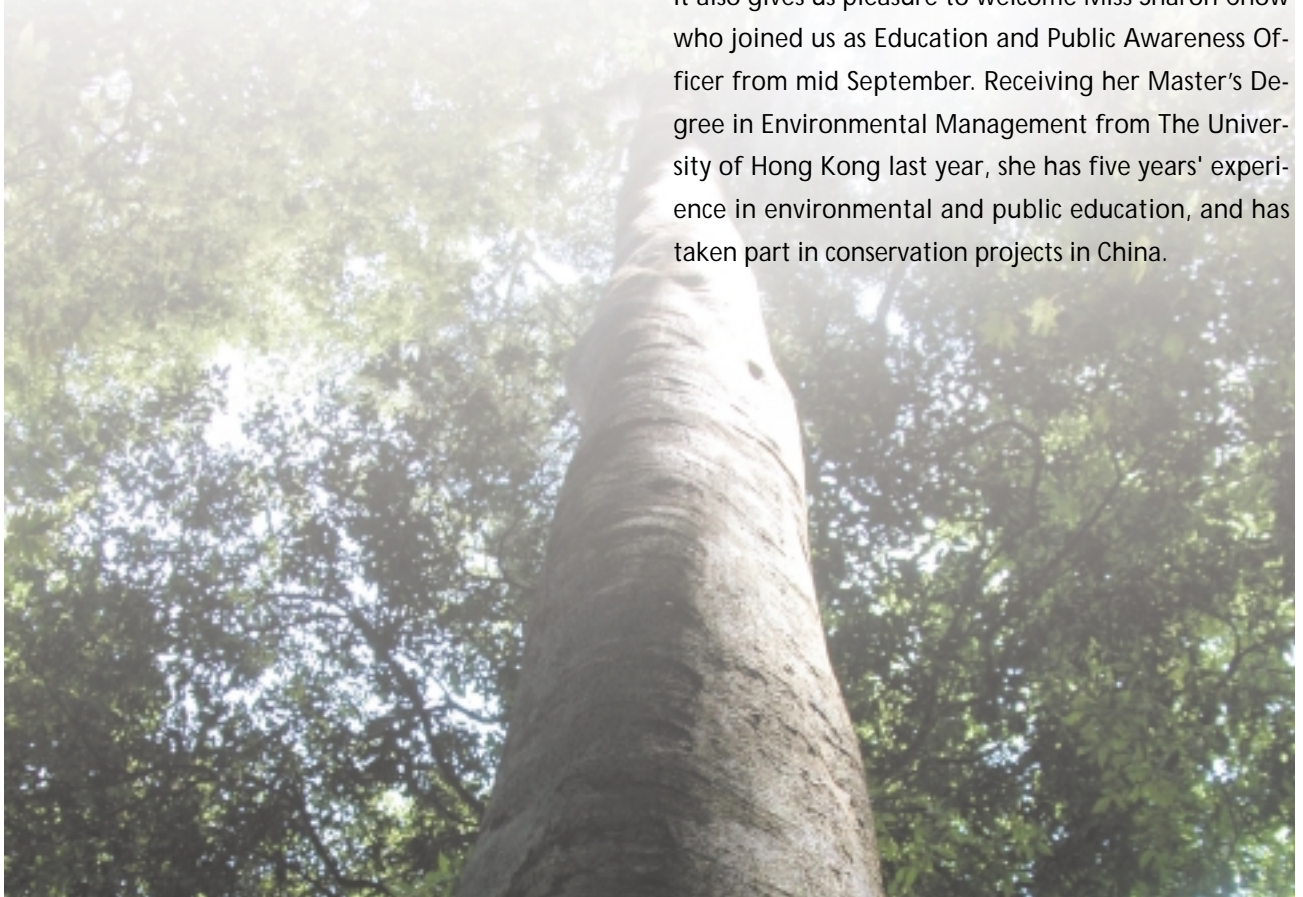 It also gives us pleasure to welcome Miss Sharon Chow
who joined us as Education and Public Awareness Of-
ficer from mid September. Receiving her Master's De-
gree in Environmental Management from The Univer-
sity of Hong Kong last year, she has five years' experi-
ence in environmental and public education, and has
taken part in conservation projects in China.